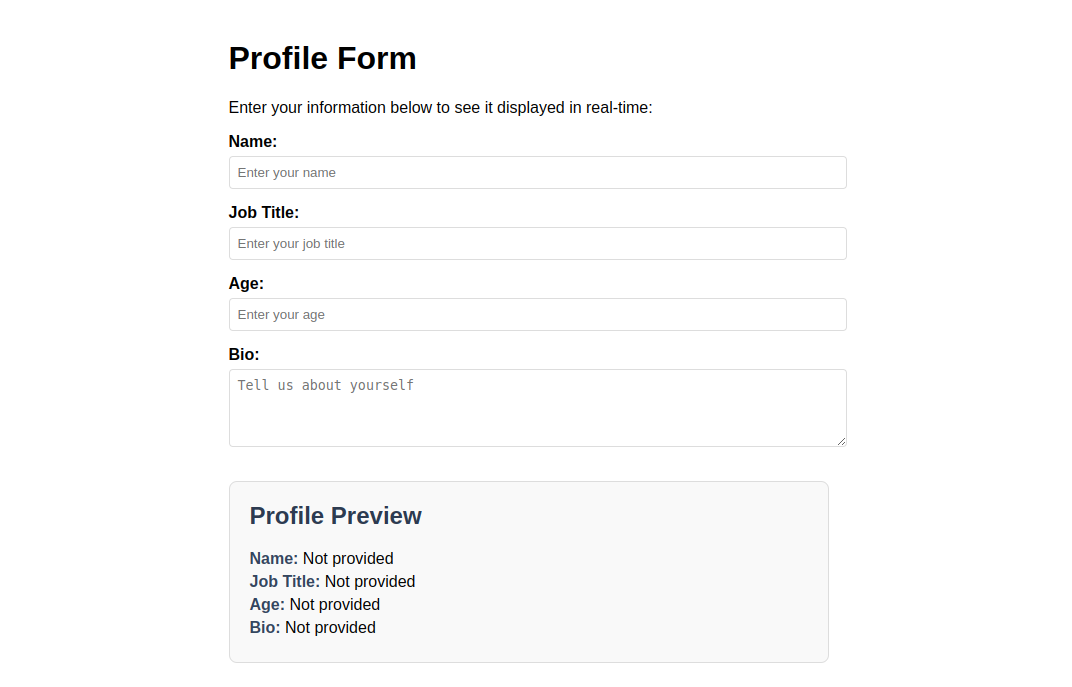 Profile Form
Enter your information below to see it displayed in real-time:
Name:
Enter your name
Job Title:
Enter your job title
Age:
Enter your age
Bio:
Tell us about yourself
Profile Preview
Name: Not provided
Job Title: Not provided
Age: Not provided
Bio: Not provided